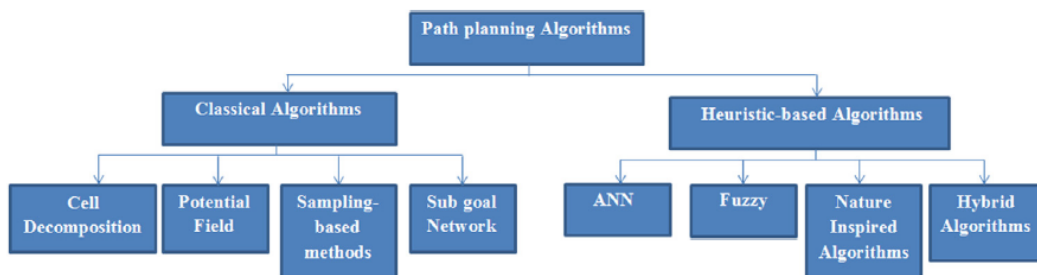 Path planning Algorithms
Classical Algorithms
Heuristic-based Algorithms
Cell
Decomposition
Potential
Field
Sampling-
based
methods
Sub goal
Network
ANN
Fuzzy
Nature
Inspired
Algorithms
Hybrid
Algorithms